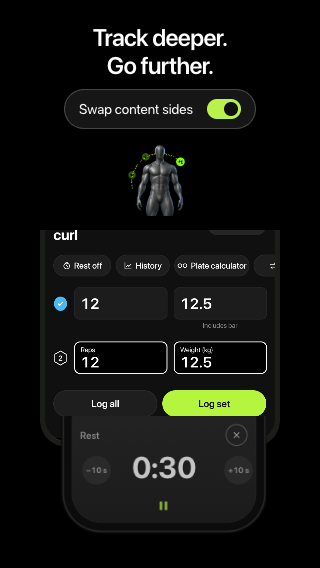 Track deeper.
Go further.
Swap content sides
curl
Rest off
History
Plate calculator
12
12.5
Includes bar
2
Reps
12
Weight (kg)
12.5
Log all
Log set
Rest
-10 s
0:30
+10 s